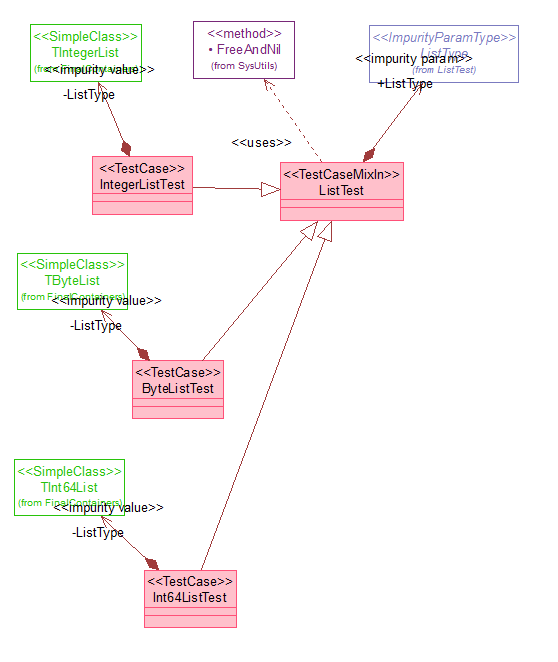 <<SimpleClass>>
TIntegerList
(from FinalContainers)
<<impurity value>>
-ListType
<<method>>
• FreeAndNil
(from SysUtils)
<<ImpurityParamType>>
ListType
(from ListTest)
<<impurity param>>
+ListType
<<uses>>
<<TestCase>>
IntegerListTest
<<TestCaseMixIn>>
ListTest
<<SimpleClass>>
TByteList
(from FinalContainers)
<<impurity value>>
-ListType
<<TestCase>>
ByteListTest
<<SimpleClass>>
TInt64List
(from FinalContainers)
<<impurity value>>
-ListType
<<TestCase>>
Int64ListTest